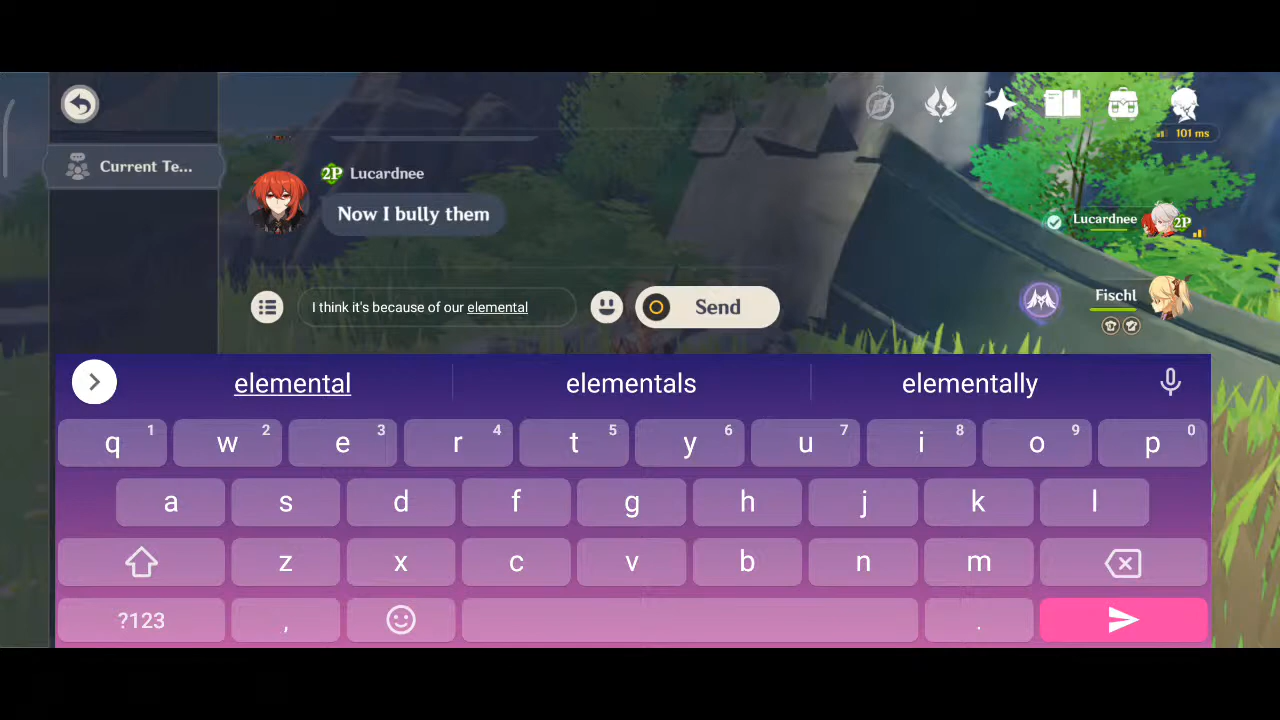 101 ms
Current Te...
2P Lucardnee
Now I bully them
Lucardnee 2P
I think it's because of our elemental
Send
Fischl
elemental elementals elementally
q 1 w 2 e 3 r 4 t 5 y 6 u 7 i 8 o 9 p 0
a s d f g h j k l
z x c v b n m
?123 , .